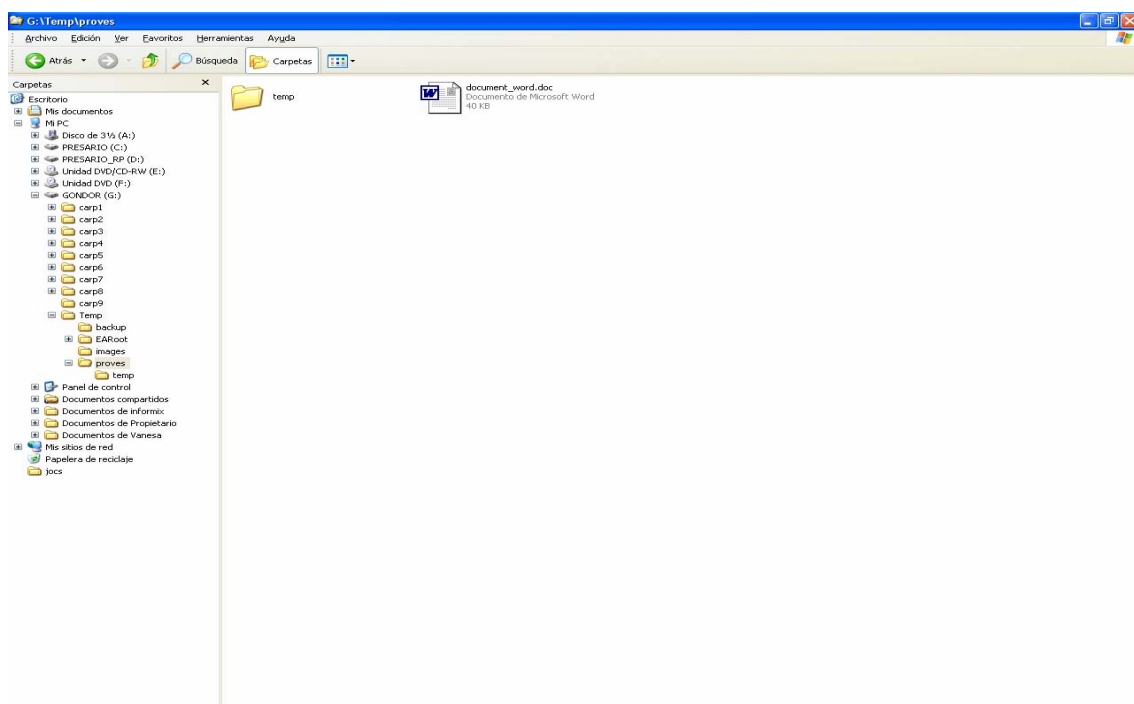 G:\Temp\proves
Archivo Edición Ver Favoritos Herramientas Ayuda
Atrás Búsqueda Carpetas
Carpetas
Escritorio
Mis documentos
Mi PC
Disco de 3½ (A:)
PRESARIO (C:)
PRESARIO_RP (D:)
Unidad DVD/CD-RW (E:)
Unidad DVD (F:)
GONDOR (G:)
carp1
carp2
carp3
carp4
carp5
carp6
carp7
carp8
carp9
Temp
backup
EARoot
images
proves
temp
Panel de control
Documentos compartidos
Documentos de informix
Documentos de Propietario
Documentos de Vanesa
Mis sitios de red
Papelera de reciclaje
jocs
temp
document_word.doc
Documento de Microsoft Word
40 KB